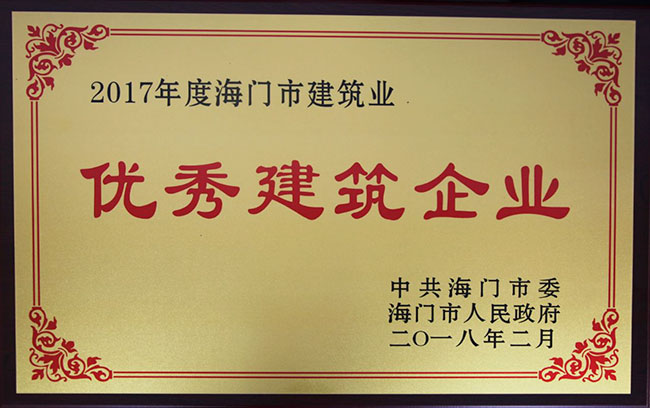 2017年度海门市建筑业
优秀建筑企业
中共海门市委
海门市人民政府
二〇一八年二月